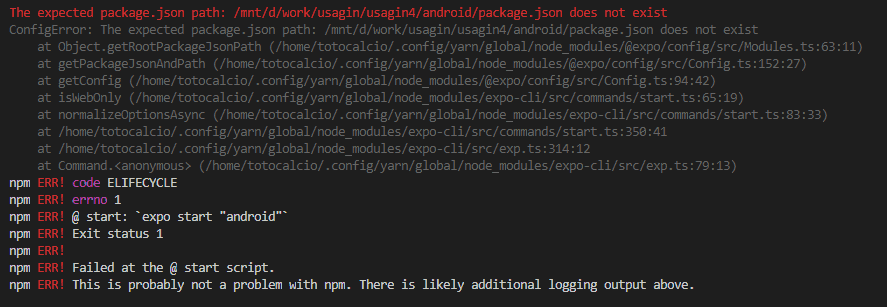 The expected package.json path: /mnt/d/work/usagin/usagin4/android/package.json does not exist
ConfigError: The expected package.json path: /mnt/d/work/usagin/usagin4/android/package.json does not exist
    at Object.getRootPackageJsonPath (/home/totocalcio/.config/yarn/global/node_modules/@expo/config/src/Modules.ts:63:11)
    at getPackageJsonAndPath (/home/totocalcio/.config/yarn/global/node_modules/@expo/config/src/Config.ts:152:27)
    at getConfig (/home/totocalcio/.config/yarn/global/node_modules/@expo/config/src/Config.ts:94:42)
    at isWebOnly (/home/totocalcio/.config/yarn/global/node_modules/expo-cli/src/commands/start.ts:65:19)
    at normalizeOptionsAsync (/home/totocalcio/.config/yarn/global/node_modules/expo-cli/src/commands/start.ts:83:33)
    at /home/totocalcio/.config/yarn/global/node_modules/expo-cli/src/commands/start.ts:350:41
    at /home/totocalcio/.config/yarn/global/node_modules/expo-cli/src/exp.ts:314:12
    at Command.<anonymous> (/home/totocalcio/.config/yarn/global/node_modules/expo-cli/src/exp.ts:79:13)
npm ERR! code ELIFECYCLE
npm ERR! errno 1
npm ERR! @ start: `expo start "android"`
npm ERR! Exit status 1
npm ERR!
npm ERR! Failed at the @ start script.
npm ERR! This is probably not a problem with npm. There is likely additional logging output above.